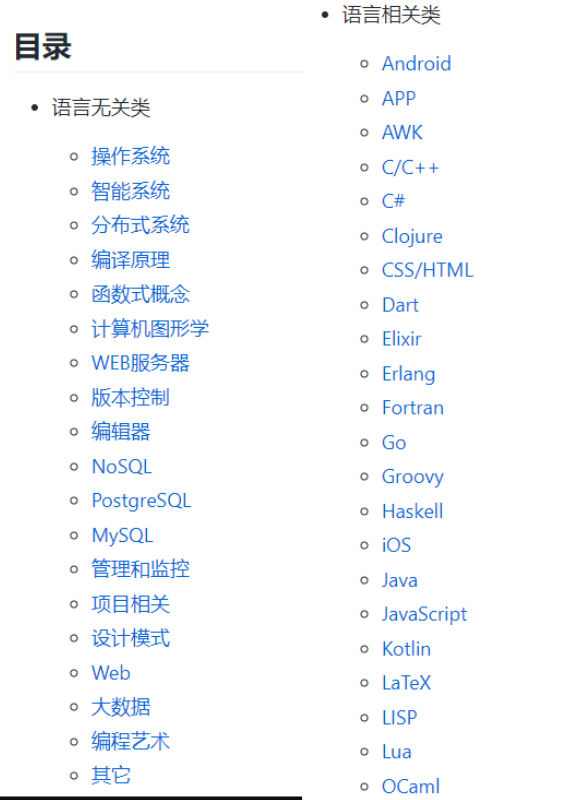 目录
语言无关类
操作系统
智能系统
分布式系统
编译原理
函数式概念
计算机图形学
WEB服务器
版本控制
编辑器
NoSQL
PostgreSQL
MySQL
管理和监控
项目相关
设计模式
Web
大数据
编程艺术
其它
语言相关类
Android
APP
AWK
C/C++
C#
Clojure
CSS/HTML
Dart
Elixir
Erlang
Fortran
Go
Groovy
Haskell
iOS
Java
JavaScript
Kotlin
LaTeX
LISP
Lua
OCaml